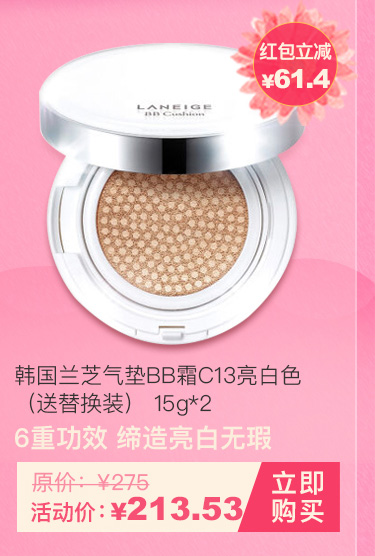 红包立减
¥61.4
LANEIGE
BB Cushion
韩国兰芝气垫BB霜C13亮白色
（送替换装） 15g*2
6重功效 缔造亮白无瑕
原价：¥275
活动价：¥213.53
立即
购买